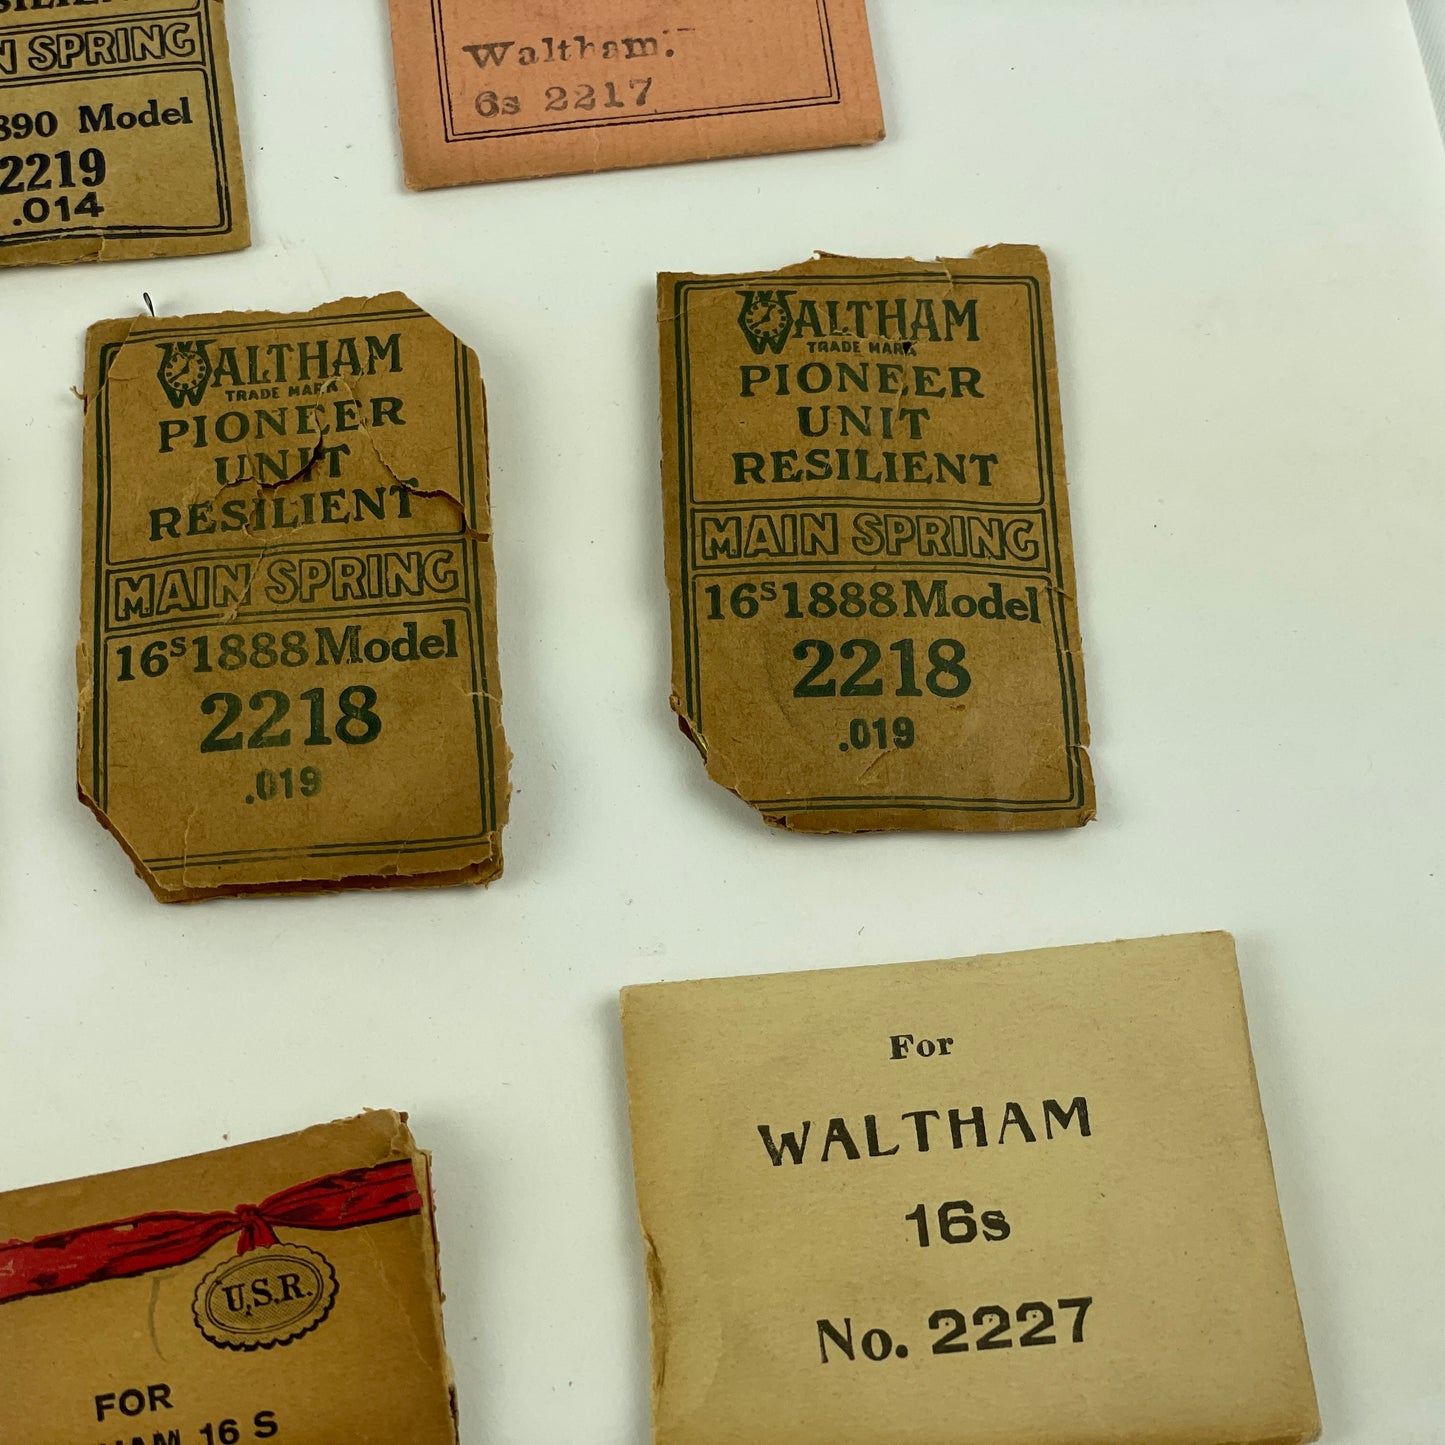 MAIN SPRING
890 Model
2219
.014
Waltham.
6s 2217
WALTHAM
TRADE MARK
PIONEER
UNIT
RESILIENT
MAIN SPRING
16s 1888 Model
2218
.019
WALTHAM
TRADE MARK
PIONEER
UNIT
RESILIENT
MAIN SPRING
16s 1888 Model
2218
.019
U.S.R.
FOR
16 S
For
WALTHAM
16s
No. 2227